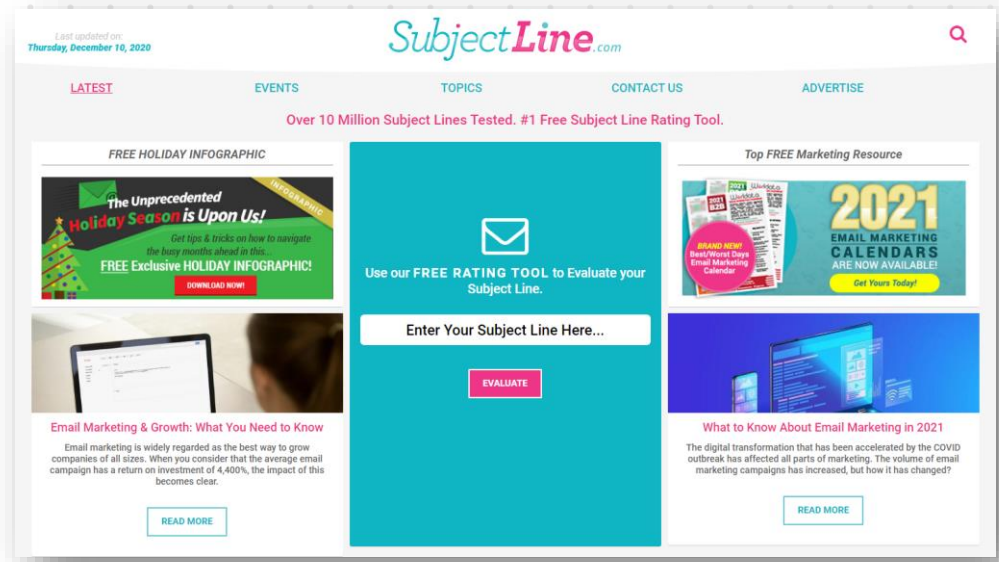 Last updated on:
Thursday, December 10, 2020
SubjectLine.com
LATEST
EVENTS
TOPICS
CONTACT US
ADVERTISE
Over 10 Million Subject Lines Tested. #1 Free Subject Line Rating Tool.
FREE HOLIDAY INFOGRAPHIC
INFOGRAPHIC
The Unprecedented
Holiday Season is Upon Us!
Get tips & tricks on how to navigate
the busy months ahead in this...
FREE Exclusive HOLIDAY INFOGRAPHIC!
DOWNLOAD NOW!
Email Marketing & Growth: What You Need to Know
Email marketing is widely regarded as the best way to grow
companies of all sizes. When you consider that the average email
campaign has a return on investment of 4,400%, the impact of this
becomes clear.
READ MORE
Use our FREE RATING TOOL to Evaluate your
Subject Line.
Enter Your Subject Line Here...
EVALUATE
Top FREE Marketing Resource
2021
2021
B2B
BRAND NEW!
Best/Worst Days
Email Marketing
Calendar
2021
EMAIL MARKETING
CALENDARS
ARE NOW AVAILABLE!
Get Yours Today!
What to Know About Email Marketing in 2021
The digital transformation that has been accelerated by the COVID
outbreak has affected all parts of marketing. The volume of email
marketing campaigns has increased, but how it has changed?
READ MORE